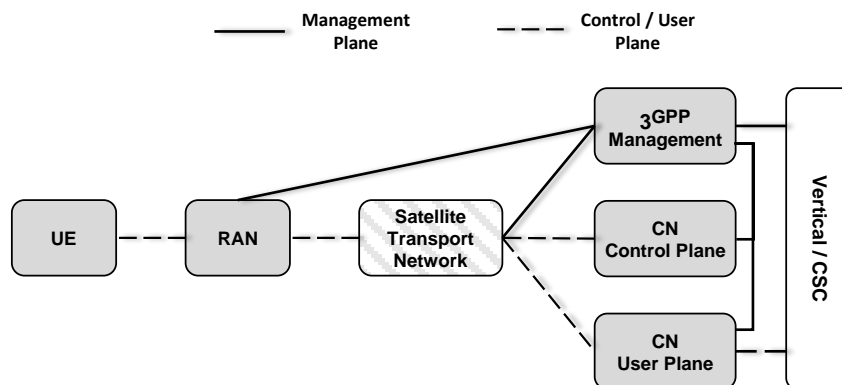 Management
Plane
Control / User
Plane
3GPP
Management
UE
RAN
Satellite
Transport
Network
CN
Control Plane
CN
User Plane
Vertical / CSC